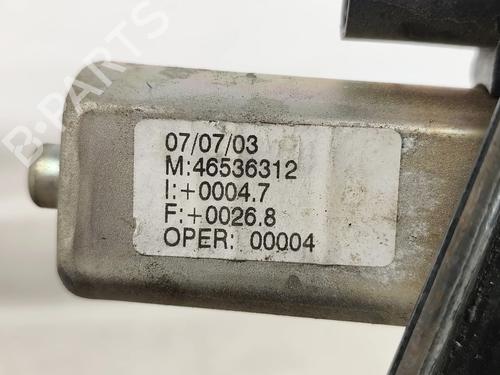 07/07/03
M:46536312
I:+0004.7
F:+0026.8
OPER: 00004
B-PARTS